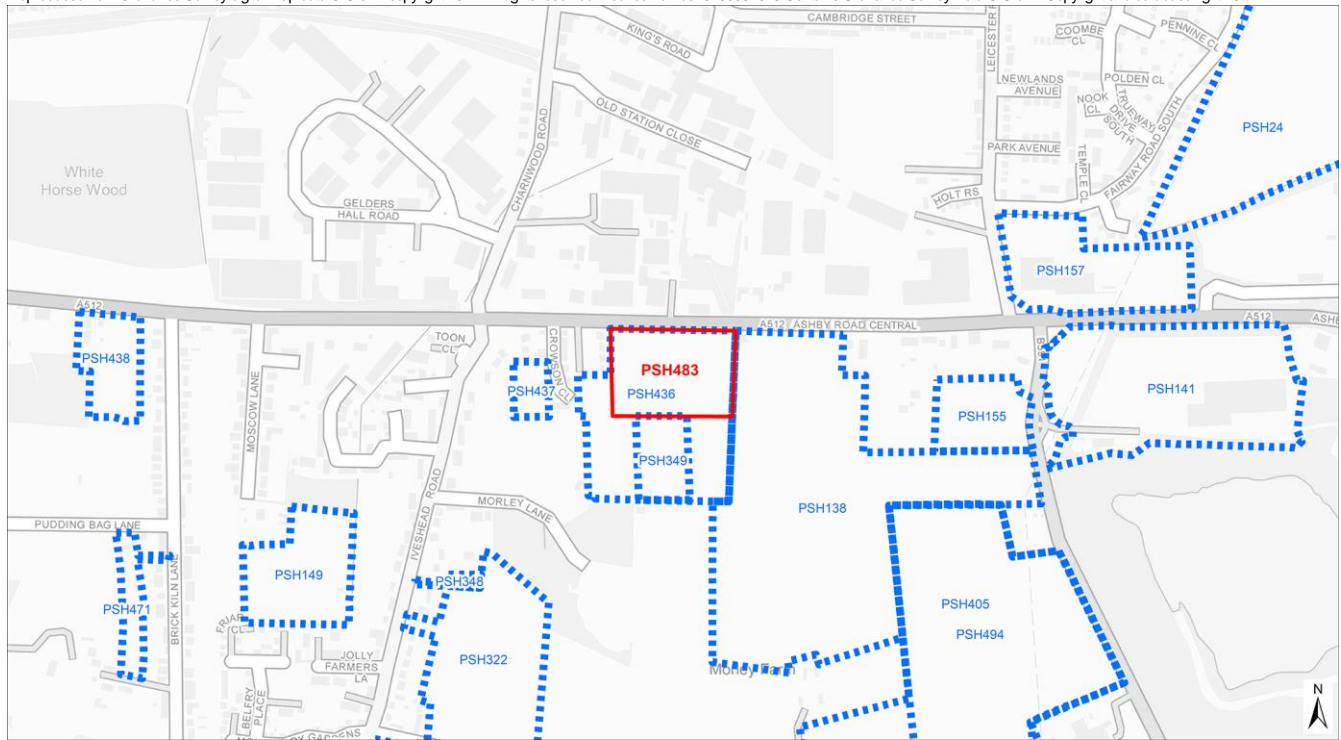 CAMBRIDGE STREET
KING'S ROAD
OLD STATION CLOSE
CHARNWOOD ROAD
GELDERS
HALL ROAD
White
Horse Wood
COOMBE
CL
PENNINE CL
NEWLANDS
AVENUE
POLDEN CL
NOOK
CL
TRUEWAY
DRIVE
SOUTH
PARK AVENUE
TEMPLE CL
FAIRWAY ROAD SOUTH
HOLT RS
PSH24
PSH157
A512
A512 ASHBY ROAD CENTRAL
A512
PSH438
MOSCOW LANE
TOON
CL
CROWSON CL
PSH437
PSH483
PSH436
PSH349
PSH155
PSH141
PSH138
MORLEY LANE
IVESHEAD ROAD
PUDDING BAG LANE
BRICK KILN LANE
PSH471
PSH149
PSH348
PSH322
JOLLY
FARMERS
LA
BELFRY
PLACE
PSH405
PSH494
Morley Farm
N